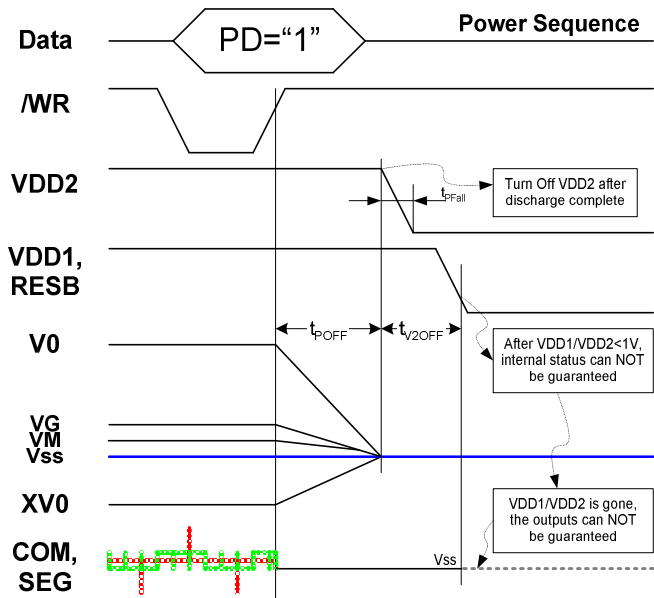 Power Sequence
Data
PD=“1”
/WR
VDD2
Turn Off VDD2 after
discharge complete
tPFall
VDD1,
RESB
tPOFF
tV2OFF
V0
After VDD1/VDD2<1V,
internal status can NOT
be guaranteed
VG
VM
Vss
XV0
VDD1/VDD2 is gone,
the outputs can NOT
be guaranteed
COM,
SEG
Vss